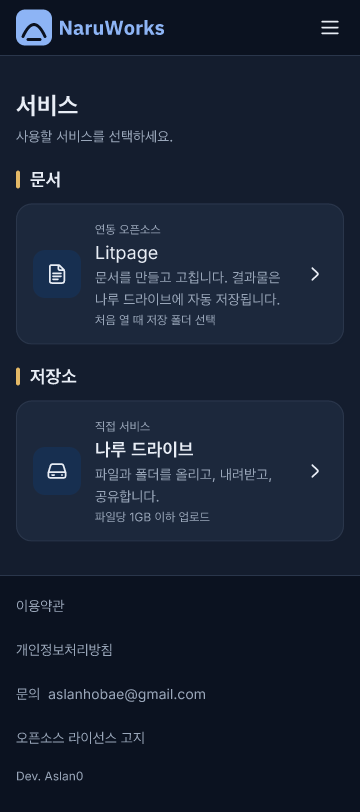 NaruWorks
서비스
사용할 서비스를 선택하세요.
문서
연동 오픈소스
Litpage
문서를 만들고 고칩니다. 결과물은
나루 드라이브에 자동 저장됩니다.
처음 열 때 저장 폴더 선택
저장소
직접 서비스
나루 드라이브
파일과 폴더를 올리고, 내려받고,
공유합니다.
파일당 1GB 이하 업로드
이용약관
개인정보처리방침
문의 aslanhobae@gmail.com
오픈소스 라이선스 고지
Dev. Aslan0